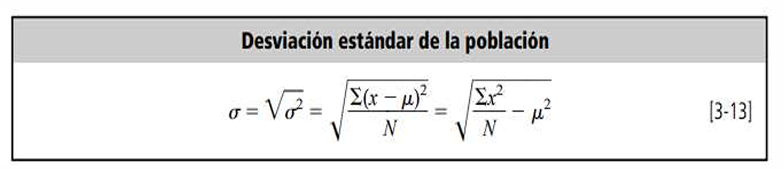 Desviación estándar de la población
σ = √σ² = √(Σ(x − μ)²/N) = √(Σx²/N − μ²) [3-13]